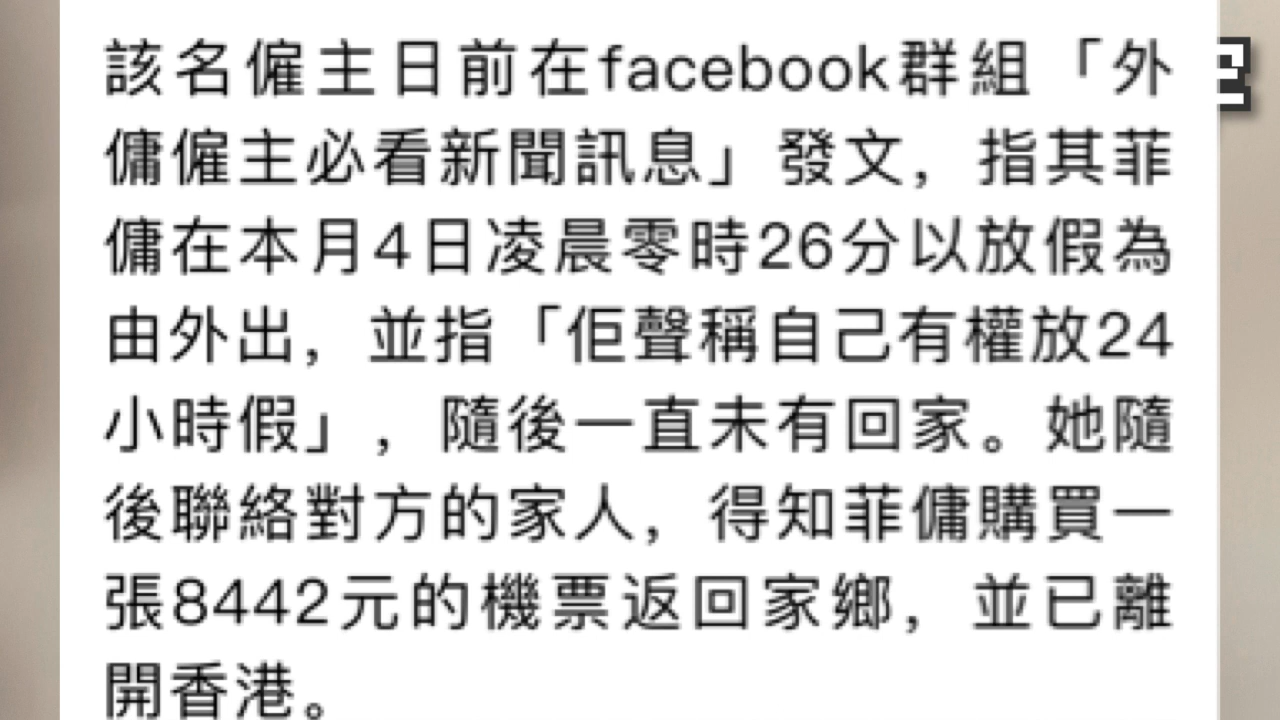 該名僱主日前在facebook群組「外
傭僱主必看新聞訊息」發文，指其菲
傭在本月4日凌晨零時26分以放假為
由外出，並指「佢聲稱自己有權放24
小時假」，隨後一直未有回家。她隨
後聯絡對方的家人，得知菲傭購買一
張8442元的機票返回家鄉，並已離
開香港。